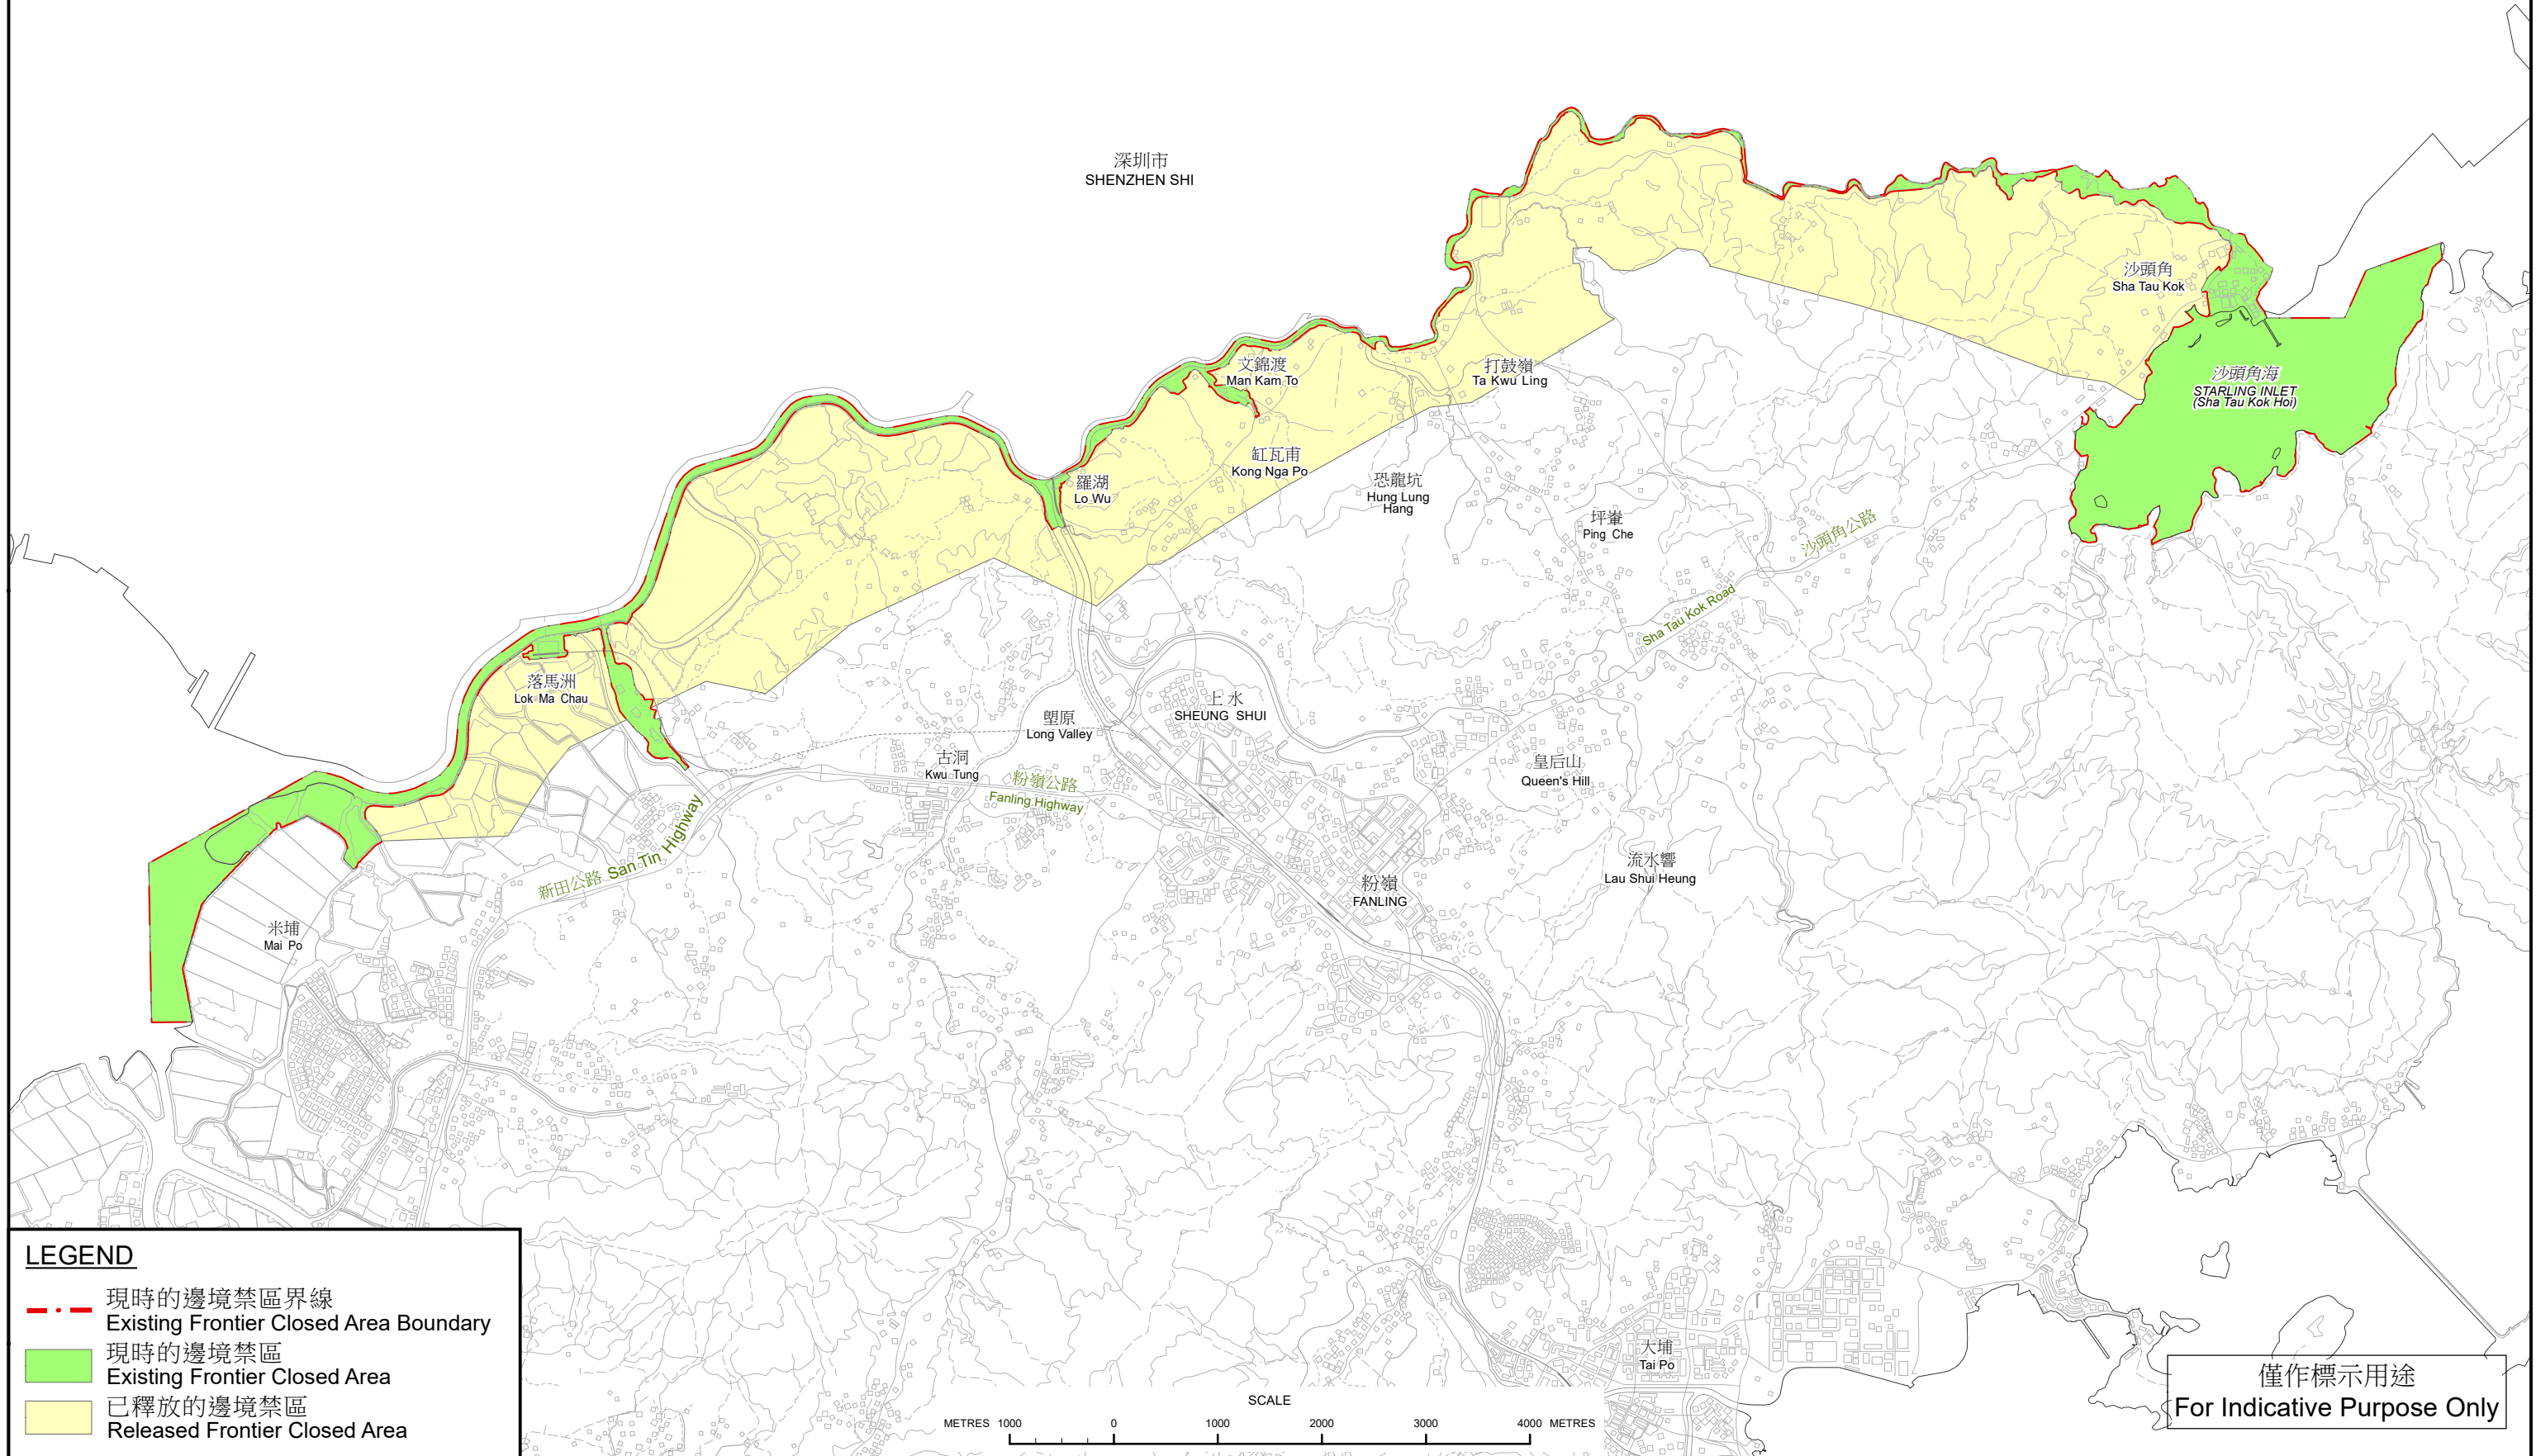 深圳市
SHENZHEN SHI
沙頭角
Sha Tau Kok
文錦渡
Man Kam To
打鼓嶺
Ta Kwu Ling
沙頭角海
STARLING INLET
(Sha Tau Kok Hoi)
缸瓦甫
Kong Nga Po
羅湖
Lo Wu
恐龍坑
Hung Lung
Hang
坪輋
Ping Che
沙頭角公路
Sha Tau Kok Road
落馬洲
Lok Ma Chau
上水
SHEUNG SHUI
塱原
Long Valley
古洞
Kwu Tung
粉嶺公路
Fanling Highway
皇后山
Queen's Hill
新田公路 San Tin Highway
流水響
Lau Shui Heung
粉嶺
FANLING
米埔
Mai Po
大埔
Tai Po
LEGEND
現時的邊境禁區界線
Existing Frontier Closed Area Boundary
現時的邊境禁區
Existing Frontier Closed Area
已釋放的邊境禁區
Released Frontier Closed Area
SCALE
METRES 1000 0 1000 2000 3000 4000 METRES
僅作標示用途
For Indicative Purpose Only